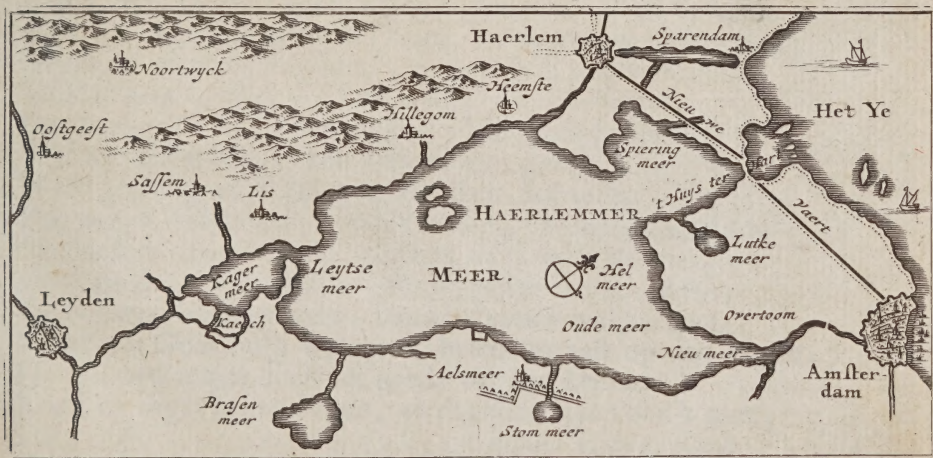 Haerlem
Sparendam
Noortwyck
Heemste
Nieuwe
Het Ye
Hillegom
Oostgeest
Spiering
meer
Sassem
Lis
't Huys ter
Hart
HAERLEMMER
vaert
Lutke
meer
Kager
meer
Leytse
meer
MEER.
Hel
meer
Leyden
Kaegh
Oude meer
Overtoom
Nieu meer
Aelsmeer
Amster-
dam
Brasen
meer
Stom meer